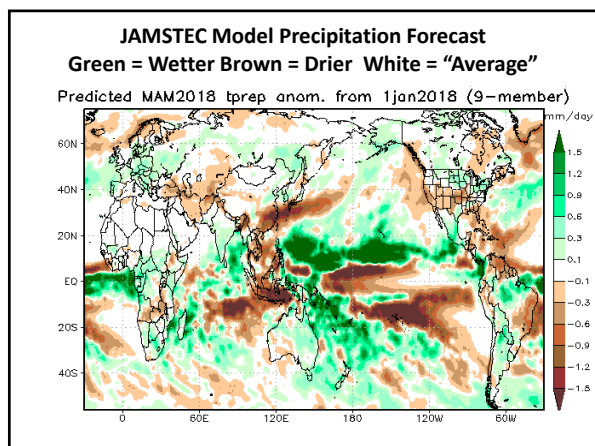 JAMSTEC Model Precipitation Forecast
Green = Wetter Brown = Drier White = “Average”
Predicted MAM2018 tprep anom. from 1jan2018 (9-member)
mm/day
60N
40N
20N
EQ
20S
40S
0
60E
120E
180
120W
60W
1.5
1.2
0.9
0.6
0.3
0.1
−0.1
−0.3
−0.6
−0.9
−1.2
−1.5